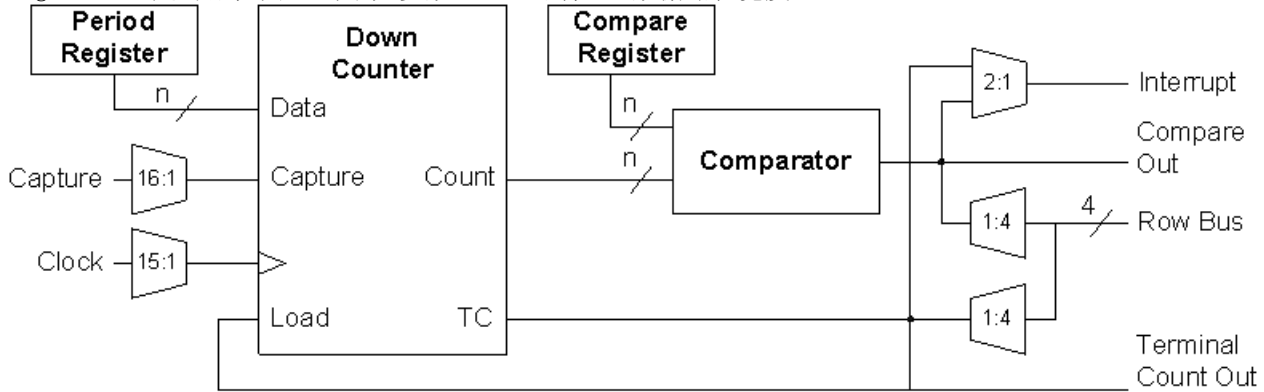 Period
Register
Down
Counter
Compare
Register
n
Data
n
2:1
Interrupt
Compare
Out
Comparator
Capture
16:1
Capture
Count
n
1:4
4
Row Bus
Clock
15:1
Load
TC
1:4
Terminal
Count Out